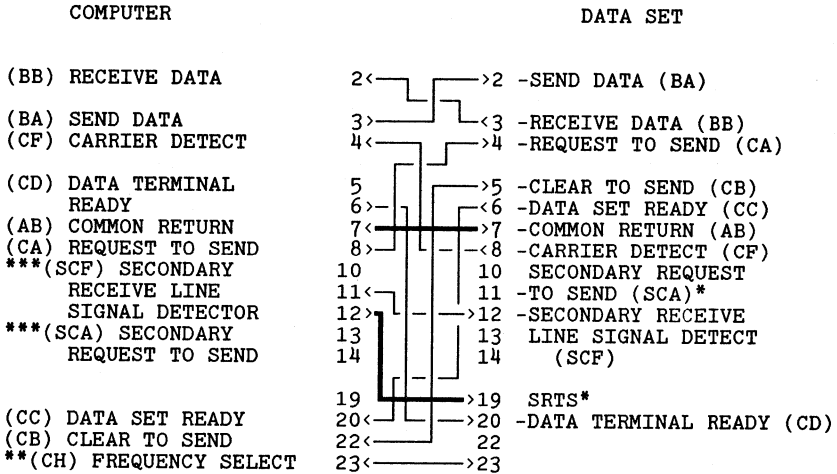 COMPUTER DATA SET
(BB) RECEIVE DATA 2< >2 -SEND DATA (BA)
(BA) SEND DATA 3> <3 -RECEIVE DATA (BB)
(CF) CARRIER DETECT 4< >4 -REQUEST TO SEND (CA)
(CD) DATA TERMINAL 5 >5 -CLEAR TO SEND (CB)
READY 6> <6 -DATA SET READY (CC)
(AB) COMMON RETURN 7< >7 -COMMON RETURN (AB)
(CA) REQUEST TO SEND 8> <8 -CARRIER DETECT (CF)
***(SCF) SECONDARY 10 10 SECONDARY REQUEST
RECEIVE LINE 11< 11 -TO SEND (SCA)*
SIGNAL DETECTOR 12> >12 -SECONDARY RECEIVE
***(SCA) SECONDARY 13 13 LINE SIGNAL DETECT
REQUEST TO SEND 14 14 (SCF)
19 >19 SRTS*
(CC) DATA SET READY 20< >20 -DATA TERMINAL READY (CD)
(CB) CLEAR TO SEND 22< 22
**(CH) FREQUENCY SELECT 23< >23